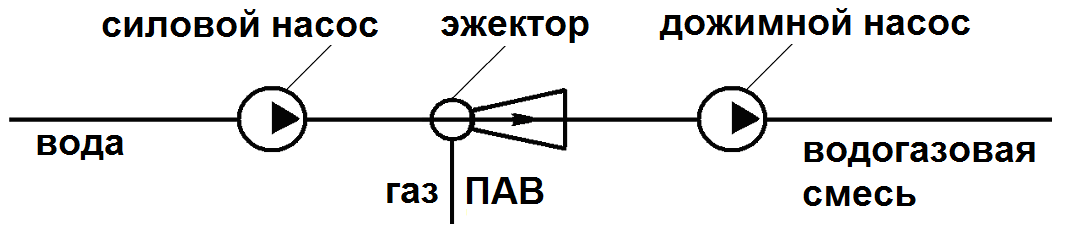 силовой насос
эжектор
дожимной насос
вода
газ
ПАВ
водогазовая
смесь